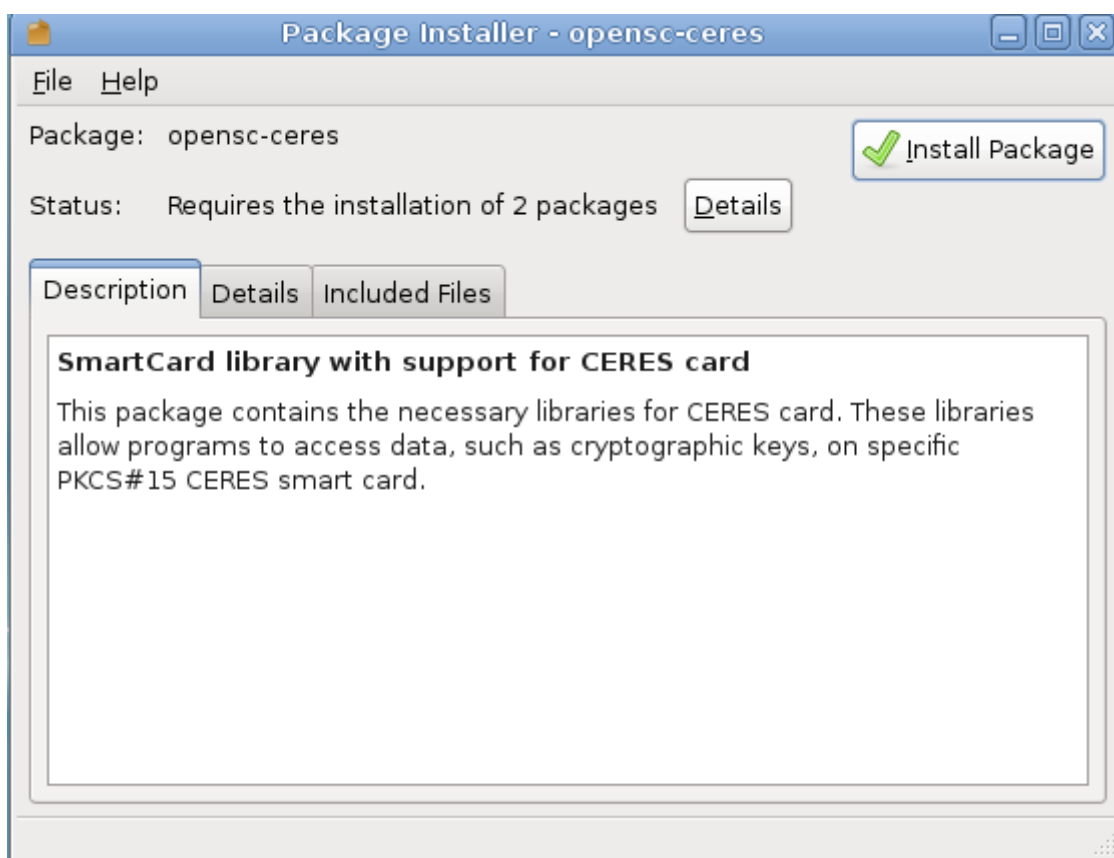 Package Installer - opensc-ceres
File Help
Package: opensc-ceres
Install Package
Status: Requires the installation of 2 packages Details
Description Details Included Files
SmartCard library with support for CERES card
This package contains the necessary libraries for CERES card. These libraries
allow programs to access data, such as cryptographic keys, on specific
PKCS#15 CERES smart card.